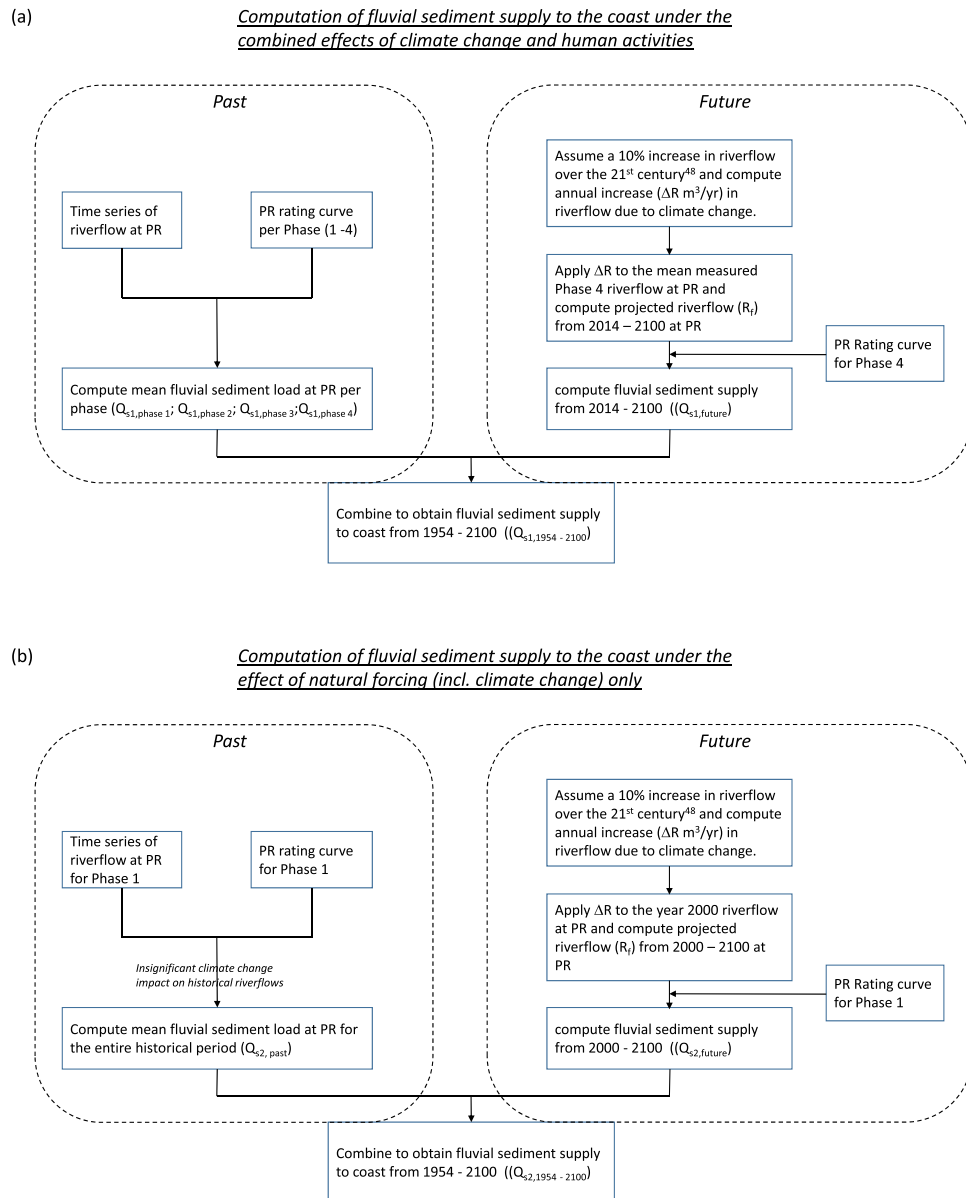 (a)
Computation of fluvial sediment supply to the coast under the
combined effects of climate change and human activities
Past
Time series of
riverflow at PR
PR rating curve
per Phase (1 -4)
Compute mean fluvial sediment load at PR per
phase (Qs1,phase 1; Qs1,phase 2; Qs1,phase 3;Qs1,phase 4)
Future
Assume a 10% increase in riverflow
over the 21st century48 and compute
annual increase (ΔR m3/yr) in
riverflow due to climate change.
Apply ΔR to the mean measured
Phase 4 riverflow at PR and
compute projected riverflow (Rf)
from 2014 – 2100 at PR
PR Rating curve
for Phase 4
compute fluvial sediment supply
from 2014 - 2100 ((Qs1,future)
Combine to obtain fluvial sediment supply
to coast from 1954 - 2100 ((Qs1,1954 - 2100)
(b)
Computation of fluvial sediment supply to the coast under the
effect of natural forcing (incl. climate change) only
Past
Time series of
riverflow at PR
for Phase 1
PR rating curve
for Phase 1
Insignificant climate change
impact on historical riverflows
Compute mean fluvial sediment load at PR for
the entire historical period (Qs2, past)
Future
Assume a 10% increase in riverflow
over the 21st century48 and compute
annual increase (ΔR m3/yr) in
riverflow due to climate change.
Apply ΔR to the year 2000 riverflow
at PR and compute projected
riverflow (Rf) from 2000 – 2100 at
PR
PR Rating curve
for Phase 1
compute fluvial sediment supply
from 2000 - 2100 ((Qs2,future)
Combine to obtain fluvial sediment supply
to coast from 1954 - 2100 ((Qs2,1954 - 2100)